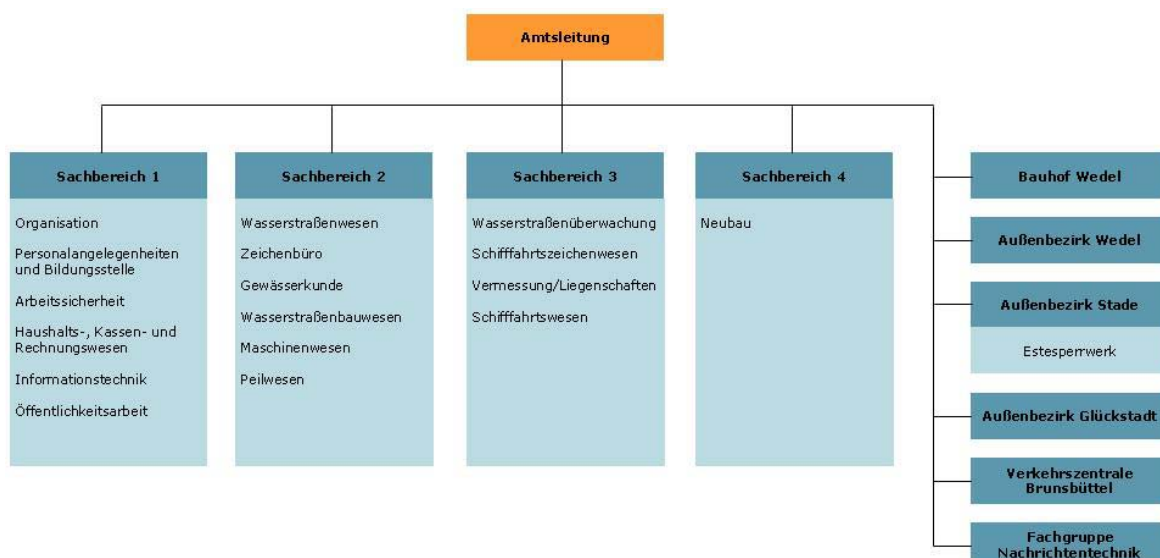 Amtsleitung
Sachbereich 1
Organisation
Personalangelegenheiten
und Bildungsstelle
Arbeitssicherheit
Haushalts-, Kassen- und
Rechnungswesen
Informationstechnik
Öffentlichkeitsarbeit
Sachbereich 2
Wasserstraßenwesen
Zeichenbüro
Gewässerkunde
Wasserstraßenbauwesen
Maschinenwesen
Peilwesen
Sachbereich 3
Wasserstraßenüberwachung
Schifffahrtszeichenwesen
Vermessung/Liegenschaften
Schifffahrtswesen
Sachbereich 4
Neubau
Bauhof Wedel
Außenbezirk Wedel
Außenbezirk Stade
Estesperrwerk
Außenbezirk Glückstadt
Verkehrszentrale
Brunsbüttel
Fachgruppe
Nachrichtentechnik